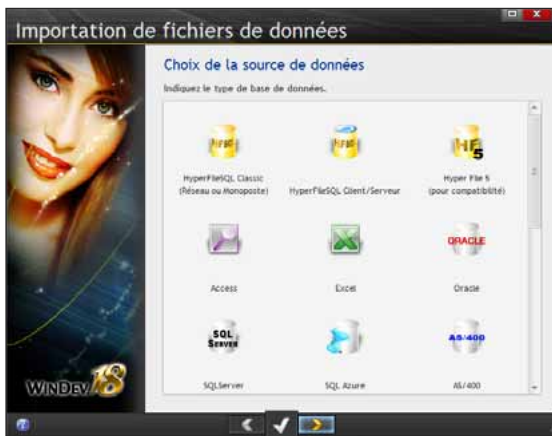 Importation de fichiers de données
Choix de la source de données
Indiquez le type de base de données.
HyperFileSQL Classic
(Réseau ou Monoposte)
HyperFileSQL Client/Serveur
HF
5
Hyper File 5
(pour compatibilité)
Access
Excel
ORACLE
Oracle
SQL
SERVER
SQLServer
SQL Azure
AS/400
AS/400
WINDEV 18